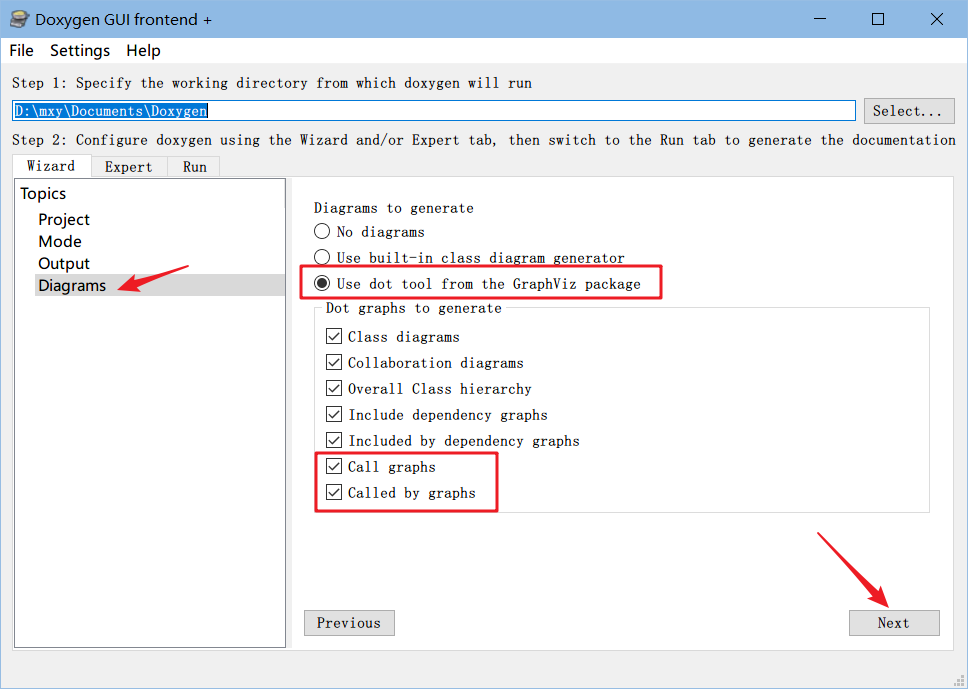 Doxygen GUI frontend +
File Settings Help
Step 1: Specify the working directory from which doxygen will run
D:\mxy\Documents\Doxygen Select...
Step 2: Configure doxygen using the Wizard and/or Expert tab, then switch to the Run tab to generate the documentation
Wizard Expert Run
Topics
Project
Mode
Output
Diagrams
Diagrams to generate
No diagrams
Use built-in class diagram generator
Use dot tool from the GraphViz package
Dot graphs to generate
Class diagrams
Collaboration diagrams
Overall Class hierarchy
Include dependency graphs
Included by dependency graphs
Call graphs
Called by graphs
Previous Next